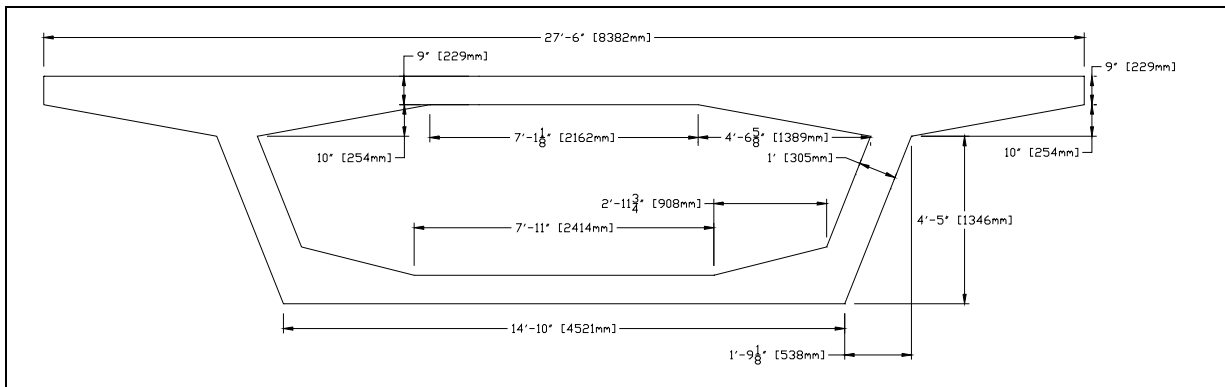 27'-6" [8382mm]
9" [229mm]
9" [229mm]
7'-1 1/8" [2162mm]
4'-6 5/8" [1389mm]
10" [254mm]
1' [305mm]
10" [254mm]
2'-11 3/4" [908mm]
4'-5" [1346mm]
7'-11" [2414mm]
14'-10" [4521mm]
1'-9 1/8" [538mm]